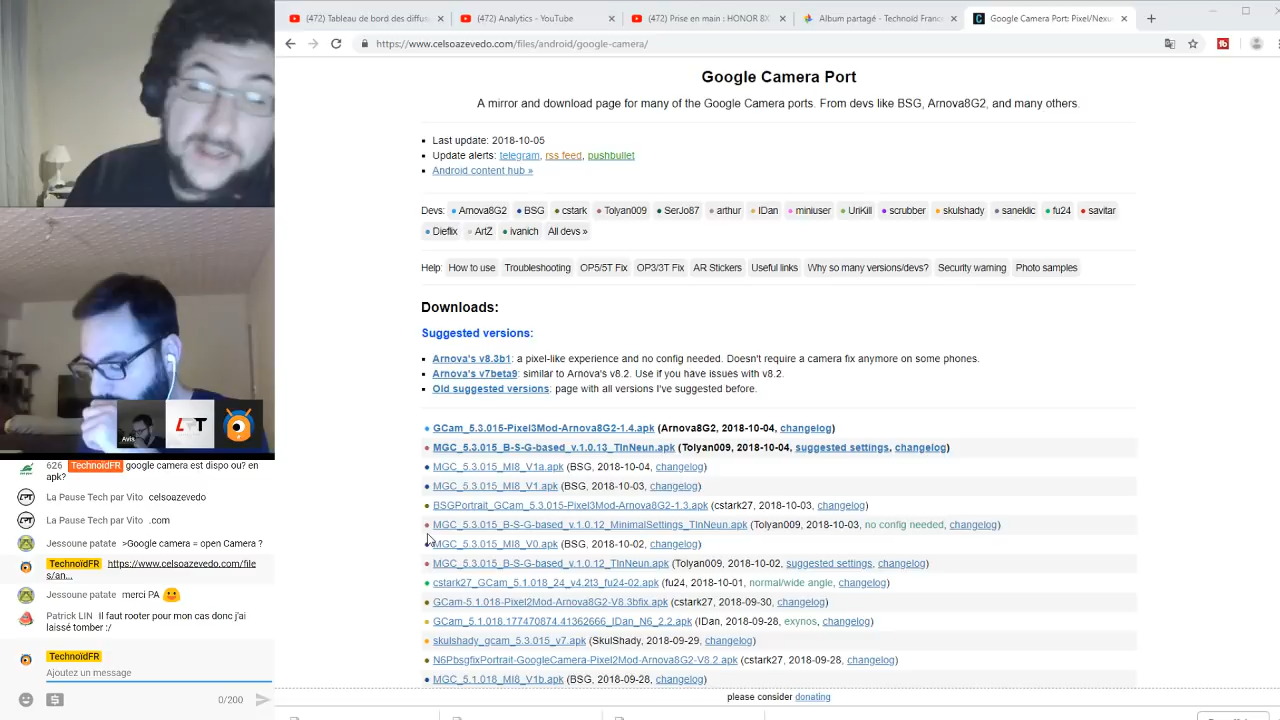 (472) Tableau de bord des diffus
(472) Analytics - YouTube
(472) Prise en main : HONOR 8X
Album partagé - Technoid Franc
Google Camera Port: Pixel/Nexu
https://www.celsoazevedo.com/files/android/google-camera/
Google Camera Port
A mirror and download page for many of the Google Camera ports. From devs like BSG, Arnova8G2, and many others.
Last update: 2018-10-05
Update alerts: telegram, rss feed, pushbullet
Android content hub »
Devs: Arnova8G2 BSG cstark Tolyan009 SerJo87 arthur IDan miniuser UriKill scrubber skulshady saneklic fu24 savitar
Dieflix ArtZ ivanich All devs »
Help: How to use Troubleshooting OP5/5T Fix OP3/3T Fix AR Stickers Useful links Why so many versions/devs? Security warning Photo samples
Downloads:
Suggested versions:
Arnova's v8.3b1: a pixel-like experience and no config needed. Doesn't require a camera fix anymore on some phones.
Arnova's v7beta9: similar to Arnova's v8.2. Use if you have issues with v8.2.
Old suggested versions: page with all versions I've suggested before.
GCam_5.3.015-Pixel3Mod-Arnova8G2-1.4.apk (Arnova8G2, 2018-10-04, changelog)
MGC_5.3.015_B-S-G-based_v.1.0.13_TlnNeun.apk (Tolyan009, 2018-10-04, suggested settings, changelog)
MGC_5.3.015_MI8_V1a.apk (BSG, 2018-10-04, changelog)
MGC_5.3.015_MI8_V1.apk (BSG, 2018-10-03, changelog)
BSGPortrait_GCam_5.3.015-Pixel3Mod-Arnova8G2-1.3.apk (cstark27, 2018-10-03, changelog)
MGC_5.3.015_B-S-G-based_v.1.0.12_MinimalSettings_TlnNeun.apk (Tolyan009, 2018-10-03, no config needed, changelog)
MGC_5.3.015_MI8_V0.apk (BSG, 2018-10-02, changelog)
MGC_5.3.015_B-S-G-based_v.1.0.12_TlnNeun.apk (Tolyan009, 2018-10-02, suggested settings, changelog)
cstark27_GCam_5.1.018_24_v4.2t3_fu24-02.apk (fu24, 2018-10-01, normal/wide angle, changelog)
GCam-5.1.018-Pixel2Mod-Arnova8G2-V8.3bfix.apk (cstark27, 2018-09-30, changelog)
GCam_5.1.018.177470874.41362666_IDan_N6_2.2.apk (IDan, 2018-09-28, exynos, changelog)
skulshady_gcam_5.3.015_v7.apk (SkulShady, 2018-09-29, changelog)
N6PbsgfixPortrait-GoogleCamera-Pixel2Mod-Arnova8G2-V8.2.apk (cstark27, 2018-09-28, changelog)
MGC_5.1.018_MI8_V1b.apk (BSG, 2018-09-28, changelog)
please consider donating
Avis
LPT
626 TechnoïdFR google camera est dispo ou? en
apk?
La Pause Tech par Vito celsoazevedo
La Pause Tech par Vito .com
Jessoune patate >Google camera = open Camera ?
TechnoïdFR https://www.celsoazevedo.com/file
s/an...
Jessoune patate merci PA
Patrick LIN Il faut rooter pour mon cas donc j'ai
laissé tomber :/
TechnoïdFR
Ajoutez un message
0/200